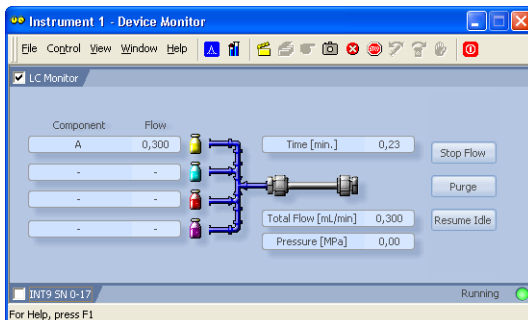 Instrument 1 - Device Monitor
File Control View Window Help
LC Monitor
Component Flow
A 0,300
- -
- -
- -
Time [min.] 0,23
Total Flow [mL/min] 0,300
Pressure [MPa] 0,00
Stop Flow
Purge
Resume Idle
INT9 SN 0-17 Running
For Help, press F1